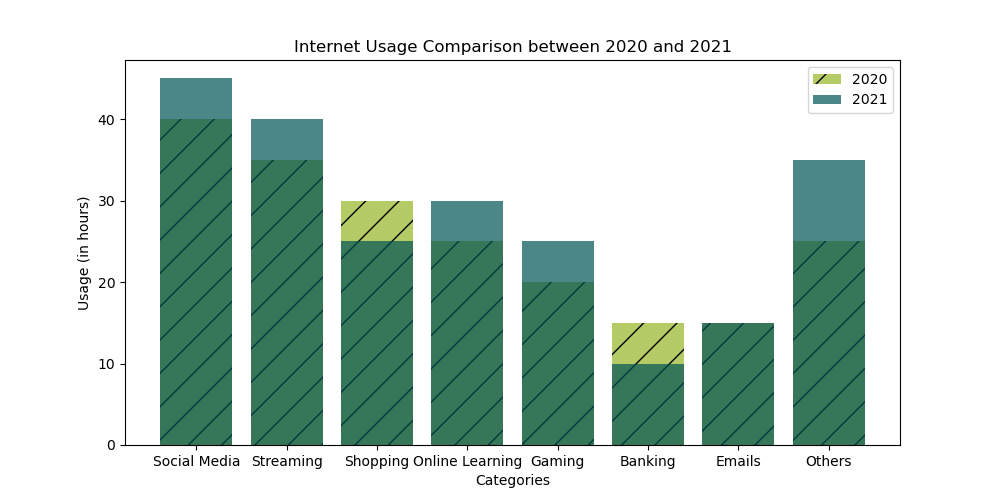 Internet Usage Comparison between 2020 and 2021
2020
2021
40
30
20
10
0
Usage (in hours)
Social Media Streaming Shopping Online Learning Gaming Banking Emails Others
Categories